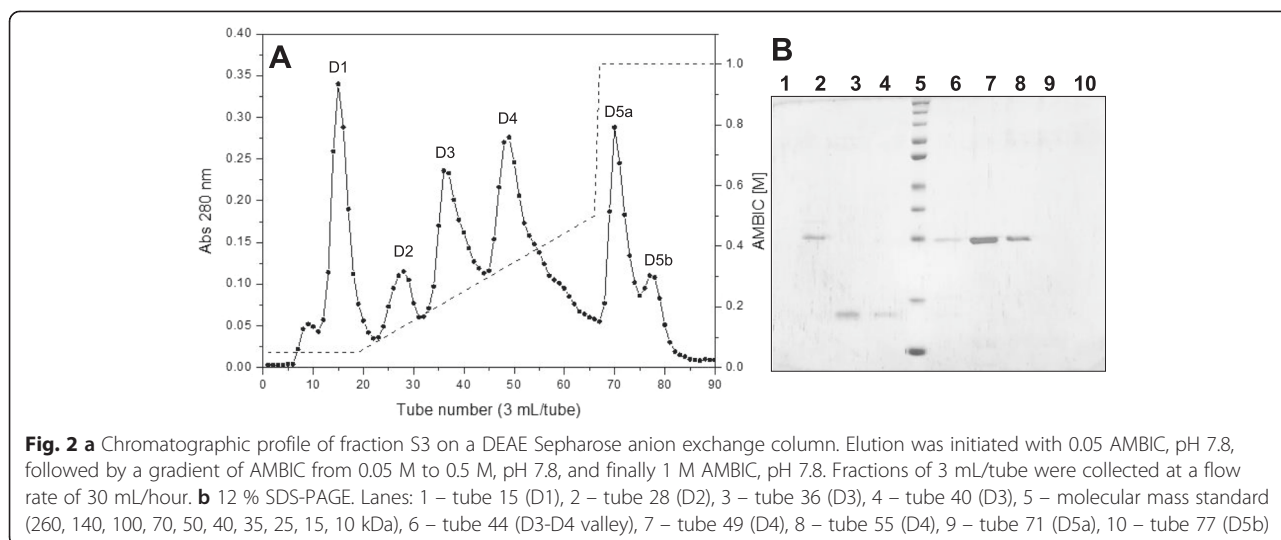 A
B
D1
D2
D3
D4
D5a
D5b
0.40
0.35
0.30
0.25
0.20
0.15
0.10
0.05
0.00
Abs 280 nm
1.0
0.8
0.6
0.4
0.2
0.0
AMBIC [M]
0 10 20 30 40 50 60 70 80 90
Tube number (3 mL/tube)
1 2 3 4 5 6 7 8 9 10
Fig. 2 a Chromatographic profile of fraction S3 on a DEAE Sepharose anion exchange column. Elution was initiated with 0.05 AMBIC, pH 7.8,
followed by a gradient of AMBIC from 0.05 M to 0.5 M, pH 7.8, and finally 1 M AMBIC, pH 7.8. Fractions of 3 mL/tube were collected at a flow
rate of 30 mL/hour. b 12 % SDS-PAGE. Lanes: 1 – tube 15 (D1), 2 – tube 28 (D2), 3 – tube 36 (D3), 4 – tube 40 (D3), 5 – molecular mass standard
(260, 140, 100, 70, 50, 40, 35, 25, 15, 10 kDa), 6 – tube 44 (D3-D4 valley), 7 – tube 49 (D4), 8 – tube 55 (D4), 9 – tube 71 (D5a), 10 – tube 77 (D5b)